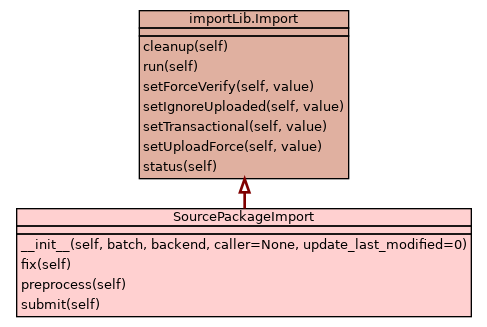 importLib.Import
cleanup(self)
run(self)
setForceVerify(self, value)
setIgnoreUploaded(self, value)
setTransactional(self, value)
setUploadForce(self, value)
status(self)
SourcePackageImport
__init__(self, batch, backend, caller=None, update_last_modified=0)
fix(self)
preprocess(self)
submit(self)